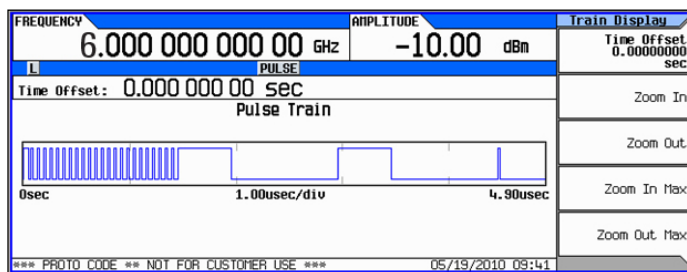 FREQUENCY
6.000 000 000 00 GHz
AMPLITUDE
-10.00 dBm
L PULSE
Time Offset: 0.000 000 00 sec
Pulse Train
0sec 1.00usec/div 4.90usec
*** PROTO CODE ** NOT FOR CUSTOMER USE *** 05/19/2010 09:41
Train Display
Time Offset
0.00000000
sec
Zoom In
Zoom Out
Zoom In Max
Zoom Out Max